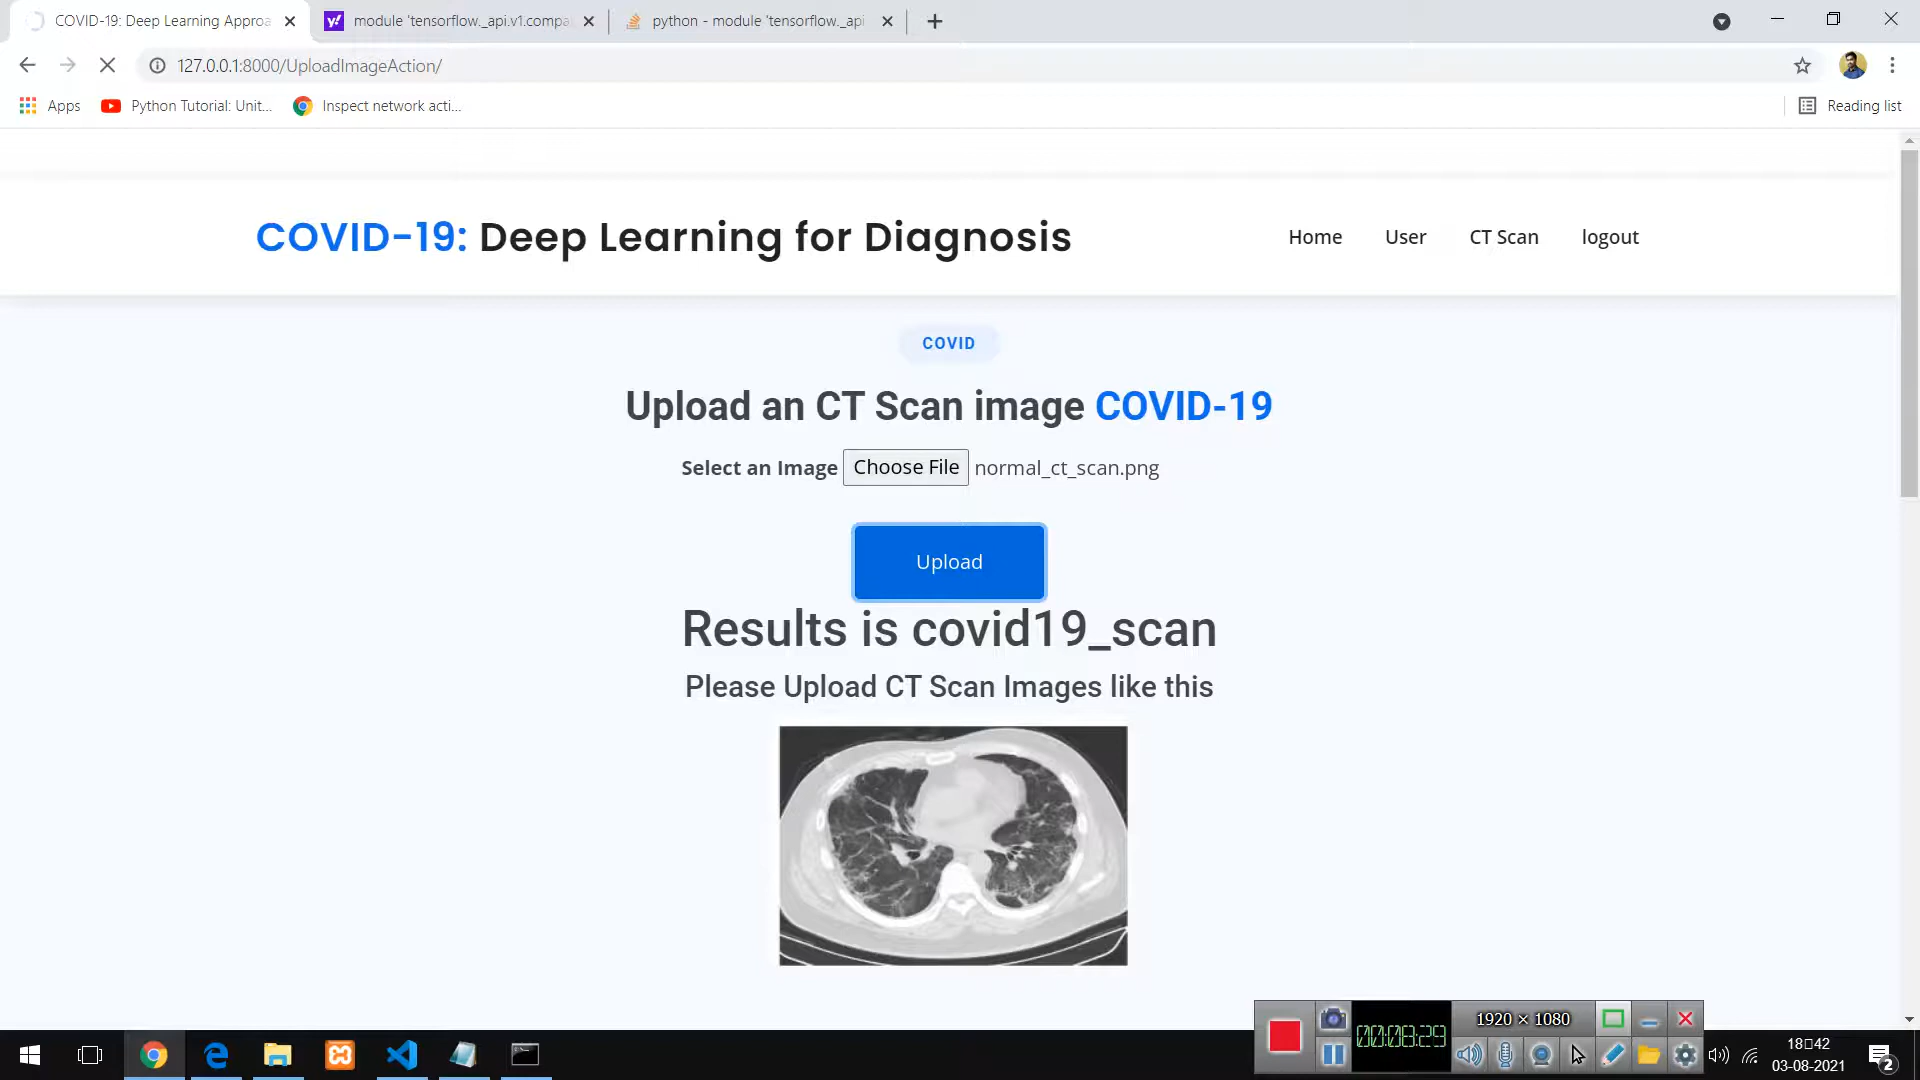 COVID-19: Deep Learning Approa
module 'tensorflow._api.v1.compa
python - module 'tensorflow._api
127.0.0.1:8000/UploadImageAction/
Apps
Python Tutorial: Unit...
Inspect network acti...
Reading list
COVID-19: Deep Learning for Diagnosis
Home
User
CT Scan
logout
COVID
Upload an CT Scan image COVID-19
Select an Image Choose File normal_ct_scan.png
Upload
Results is covid19_scan
Please Upload CT Scan Images like this
1920 × 1080
00:08:29
18:42
03-08-2021
2